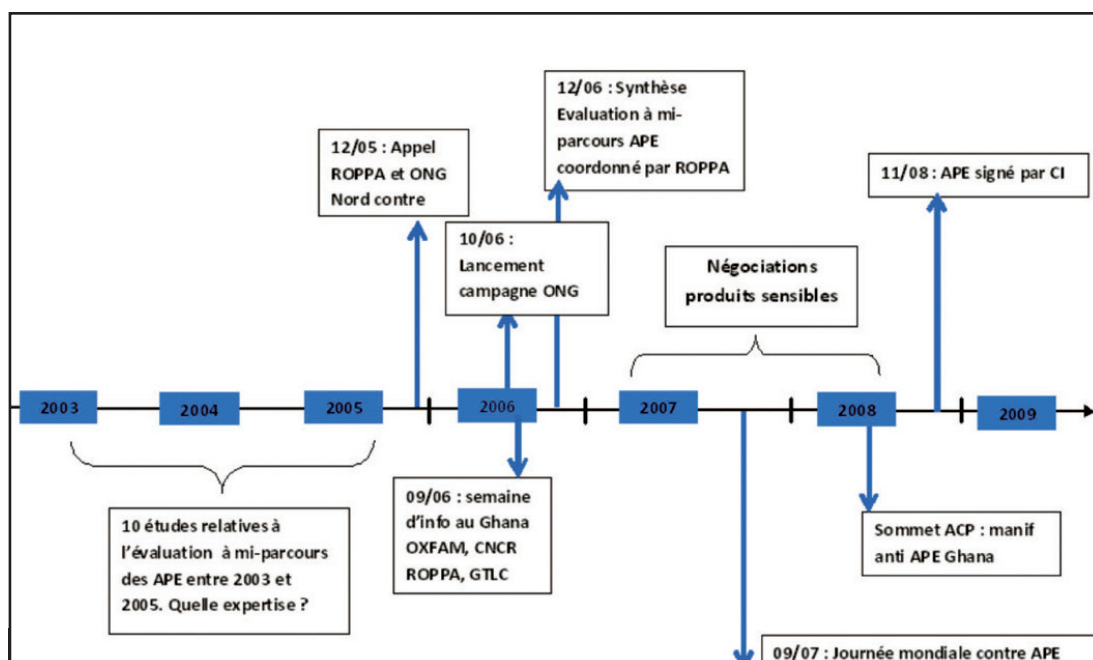 12/06 : Synthèse
Evaluation à mi-
parcours APE
coordonné par ROPPA
12/05 : Appel
ROPPA et ONG
Nord contre
11/08 : APE signé par CI
10/06 :
Lancement
campagne ONG
Négociations
produits sensibles
2003
2004
2005
2006
2007
2008
2009
10 études relatives à
l'évaluation à mi-parcours
des APE entre 2003 et
2005. Quelle expertise ?
09/06 : semaine
d'info au Ghana
OXFAM, CNCR
ROPPA, GTLC
Sommet ACP : manif
anti APE Ghana
09/07 : Journée mondiale contre APE